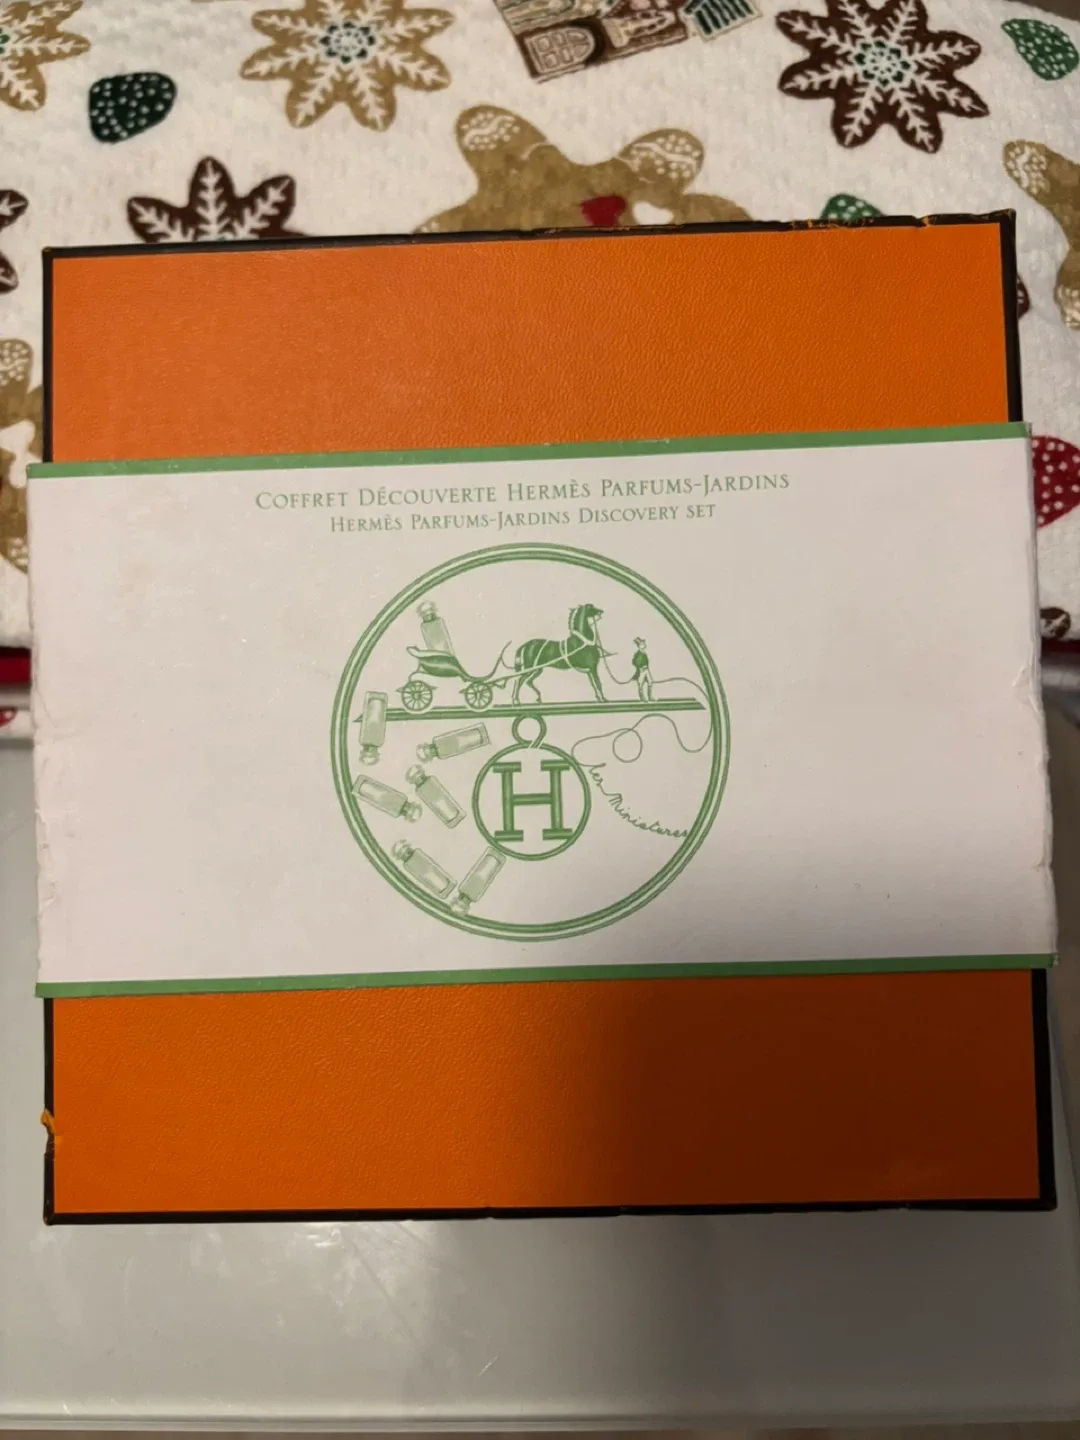 Coffret Découverte Hermès Parfums-Jardins
Hermès Parfums-Jardins Discovery set
H
les Miniatures